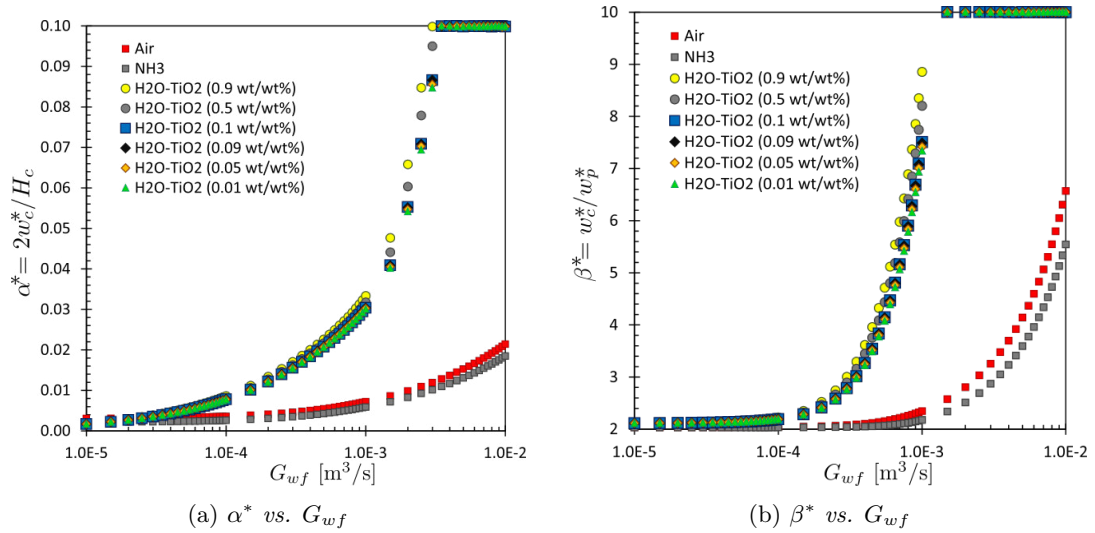 α* = 2w*c/Hc
0.10
0.09
0.08
0.07
0.06
0.05
0.04
0.03
0.02
0.01
0.00
Air
NH3
H2O-TiO2 (0.9 wt/wt%)
H2O-TiO2 (0.5 wt/wt%)
H2O-TiO2 (0.1 wt/wt%)
H2O-TiO2 (0.09 wt/wt%)
H2O-TiO2 (0.05 wt/wt%)
H2O-TiO2 (0.01 wt/wt%)
1.0E-5 1.0E-4 1.0E-3 1.0E-2
Gwf [m³/s]
(a) α* vs. Gwf
β* = w*c/w*p
10
9
8
7
6
5
4
3
2
Air
NH3
H2O-TiO2 (0.9 wt/wt%)
H2O-TiO2 (0.5 wt/wt%)
H2O-TiO2 (0.1 wt/wt%)
H2O-TiO2 (0.09 wt/wt%)
H2O-TiO2 (0.05 wt/wt%)
H2O-TiO2 (0.01 wt/wt%)
1.0E-5 1.0E-4 1.0E-3 1.0E-2
Gwf [m³/s]
(b) β* vs. Gwf